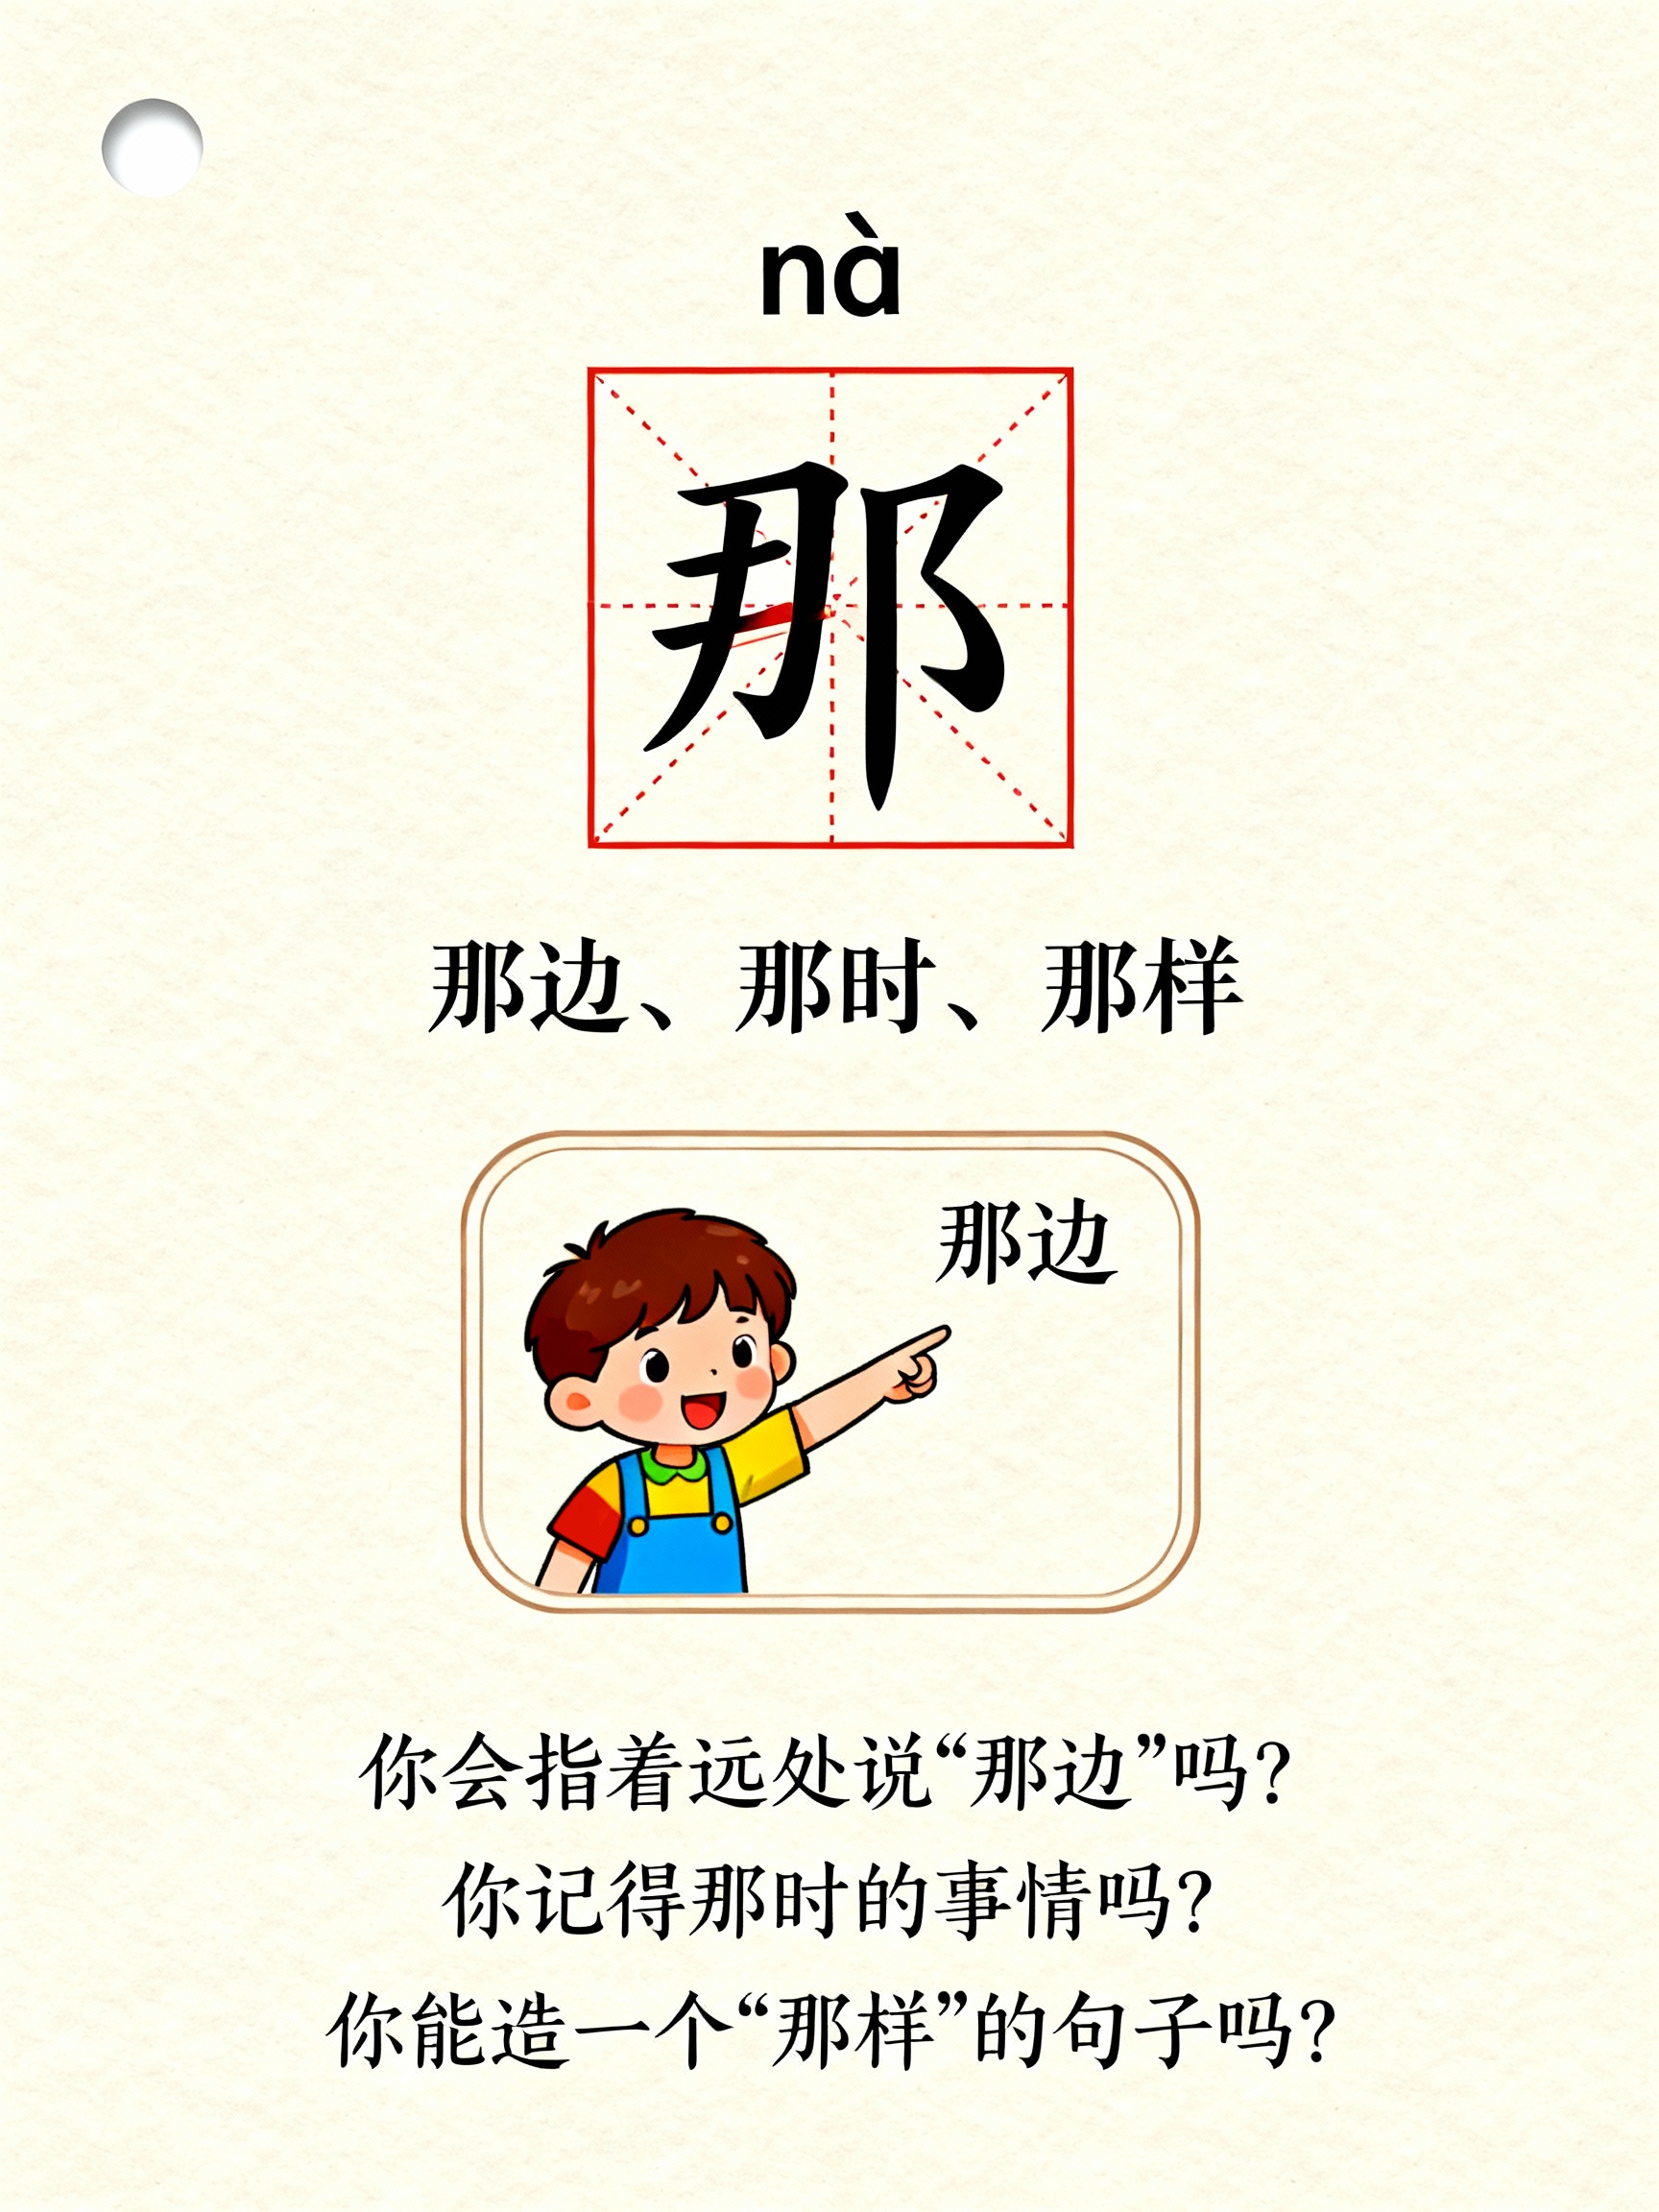 nà
那
那边、那时、那样
那边
你会指着远处说“那边”吗？
你记得那时的事情吗？
你能造一个“那样”的句子吗？